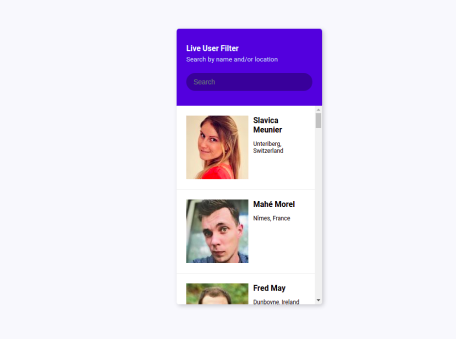 Live User Filter
Search by name and/or location
Search
Slavica
Meunier
Unteriberg,
Switzerland
Mahé Morel
Nîmes, France
Fred May
Dunboyne, Ireland